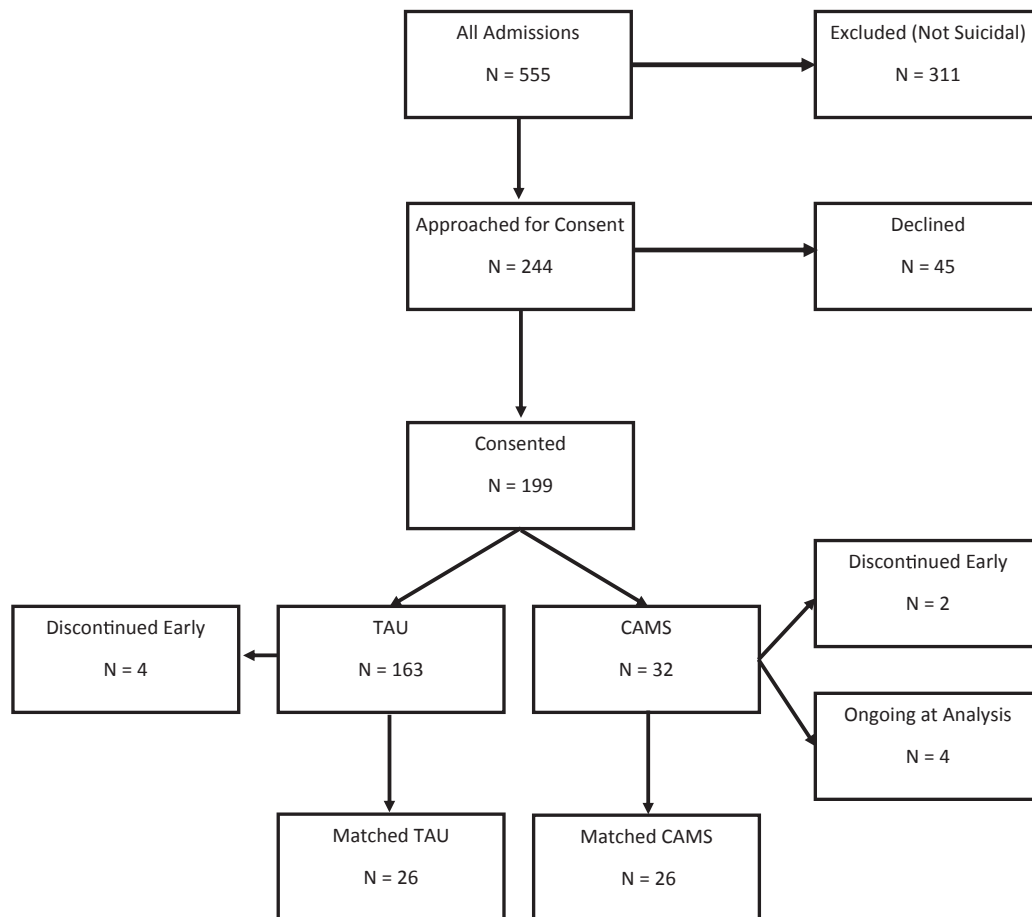 All Admissions
N = 555
Excluded (Not Suicidal)
N = 311
Approached for Consent
N = 244
Declined
N = 45
Consented
N = 199
Discontinued Early
N = 2
Discontinued Early
N = 4
TAU
N = 163
CAMS
N = 32
Ongoing at Analysis
N = 4
Matched TAU
N = 26
Matched CAMS
N = 26